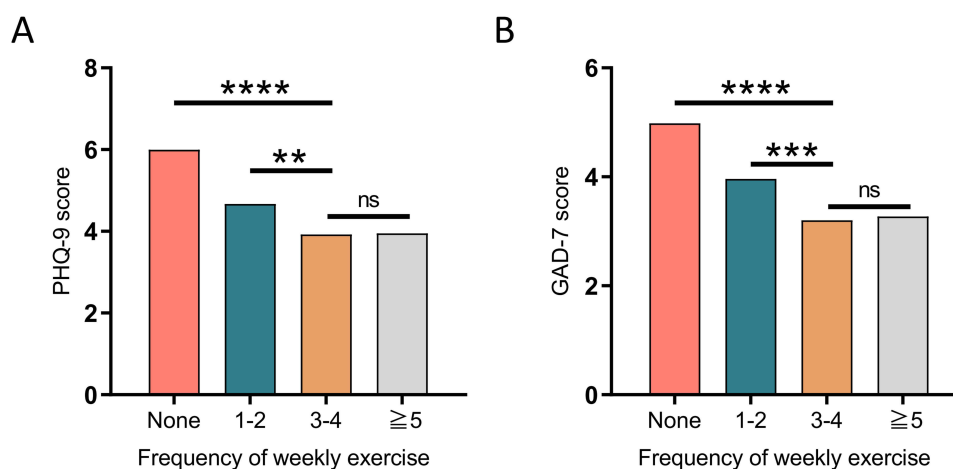 A
PHQ-9 score
8
6
4
2
0
****
**
ns
None 1-2 3-4 ≧5
Frequency of weekly exercise
B
GAD-7 score
6
4
2
0
****
***
ns
None 1-2 3-4 ≧5
Frequency of weekly exercise